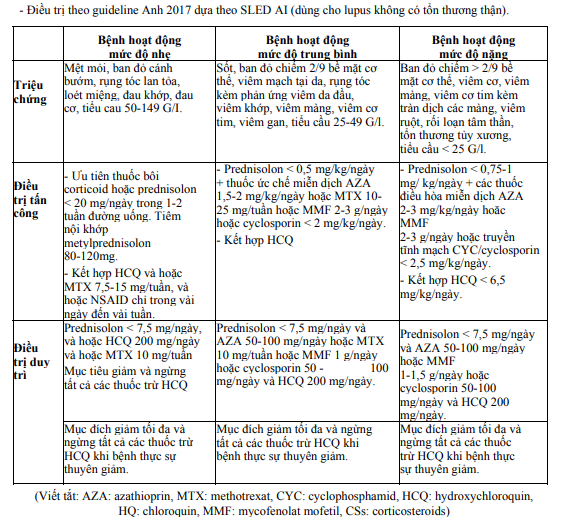 - Điều trị theo guideline Anh 2017 dựa theo SLED AI (dùng cho lupus không có tổn thương thận).
Bệnh hoạt động
mức độ nhẹ
Bệnh hoạt động
mức độ trung bình
Bệnh hoạt động
mức độ nặng
Triệu
chứng
Mệt mỏi, ban đỏ cánh
bướm, rụng tóc lan tỏa,
loét miệng, đau khớp, đau
cơ, tiểu cầu 50-149 G/l.
Sốt, ban đỏ chiếm 2/9 bề mặt cơ
thể, viêm mạch tại da, rụng tóc
kèm phản ứng viêm da đầu,
viêm khớp, viêm màng, viêm cơ
tim, viêm gan, tiểu cầu 25-49 G/l.
Ban đỏ chiếm > 2/9 bề
mặt cơ thể, viêm cơ, viêm
màng, viêm cơ tim kèm
tràn dịch các màng, viêm
ruột, rối loạn tâm thần,
tổn thương tủy xương,
tiểu cầu < 25 G/l.
Điều
trị tấn
công
- Ưu tiên thuốc bôi
corticoid hoặc prednisolon
< 20 mg/ngày trong 1-2
tuần đường uống. Tiêm
nội khớp
metylprednisolon
80-120mg.
- Kết hợp HCQ và hoặc
MTX 7,5-15 mg/tuần, và
hoặc NSAID chỉ trong vài
ngày đến vài tuần.
- Prednisolon < 0,5 mg/kg/ngày
+ thuốc ức chế miễn dịch AZA
1,5-2 mg/kg/ngày hoặc MTX 10-
25 mg/tuần hoặc MMF 2-3 g/ngày
hoặc cyclosporin < 2 mg/kg/ngày.
- Kết hợp HCQ
- Prednisolon < 0,75-1
mg/ kg/ngày + các thuốc
điều hòa miễn dịch AZA
2-3 mg/kg/ngày hoặc
MMF
2-3 g/ngày hoặc truyền
tĩnh mạch CYC/cyclosporin
< 2,5 mg/kg/ngày.
- Kết hợp HCQ < 6,5
mg/kg/ngày.
Điều
trị duy
trì
Prednisolon < 7,5 mg/ngày,
và hoặc HCQ 200 mg/ngày
và hoặc MTX 10 mg/tuần
Mục tiêu giảm và ngừng
tất cả các thuốc trừ HCQ
Prednisolon < 7,5 mg/ngày và
AZA 50-100 mg/ngày hoặc MTX
10 mg/tuần hoặc MMF 1 g/ngày
hoặc cyclosporin 50 - 100
mg/ngày và HCQ 200 mg/ngày.
Prednisolon < 7,5 mg/ngày
và AZA 50-100 mg/ngày
hoặc MMF
1-1,5 g/ngày hoặc
cyclosporin 50-100
mg/ngày và HCQ 200
mg/ngày.
Mục đích giảm tối đa và
ngừng tất cả các thuốc trừ
HCQ khi bệnh thực sự
thuyên giảm.
Mục đích giảm tối đa và ngừng
tất cả các thuốc trừ HCQ khi
bệnh thực sự thuyên giảm.
Mục đích giảm tối đa và
ngừng tất cả các thuốc
trừ HCQ khi bệnh thực sự
thuyên giảm.
(Viết tắt: AZA: azathioprin, MTX: methotrexat, CYC: cyclophosphamid, HCQ: hydroxychloroquin,
HQ: chloroquin, MMF: mycofenolat mofetil, CSs: corticosteroids)